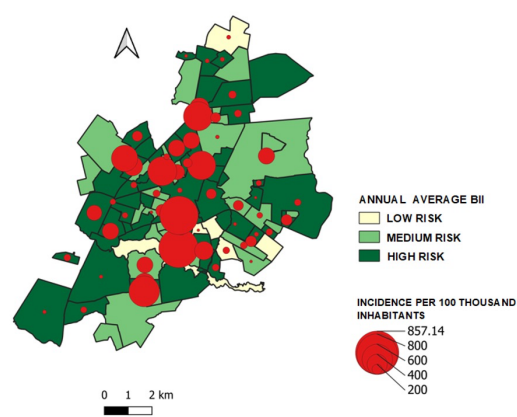 ANNUAL AVERAGE BII
LOW RISK
MEDIUM RISK
HIGH RISK
INCIDENCE PER 100 THOUSAND
INHABITANTS
857.14
800
600
400
200
0 1 2 km